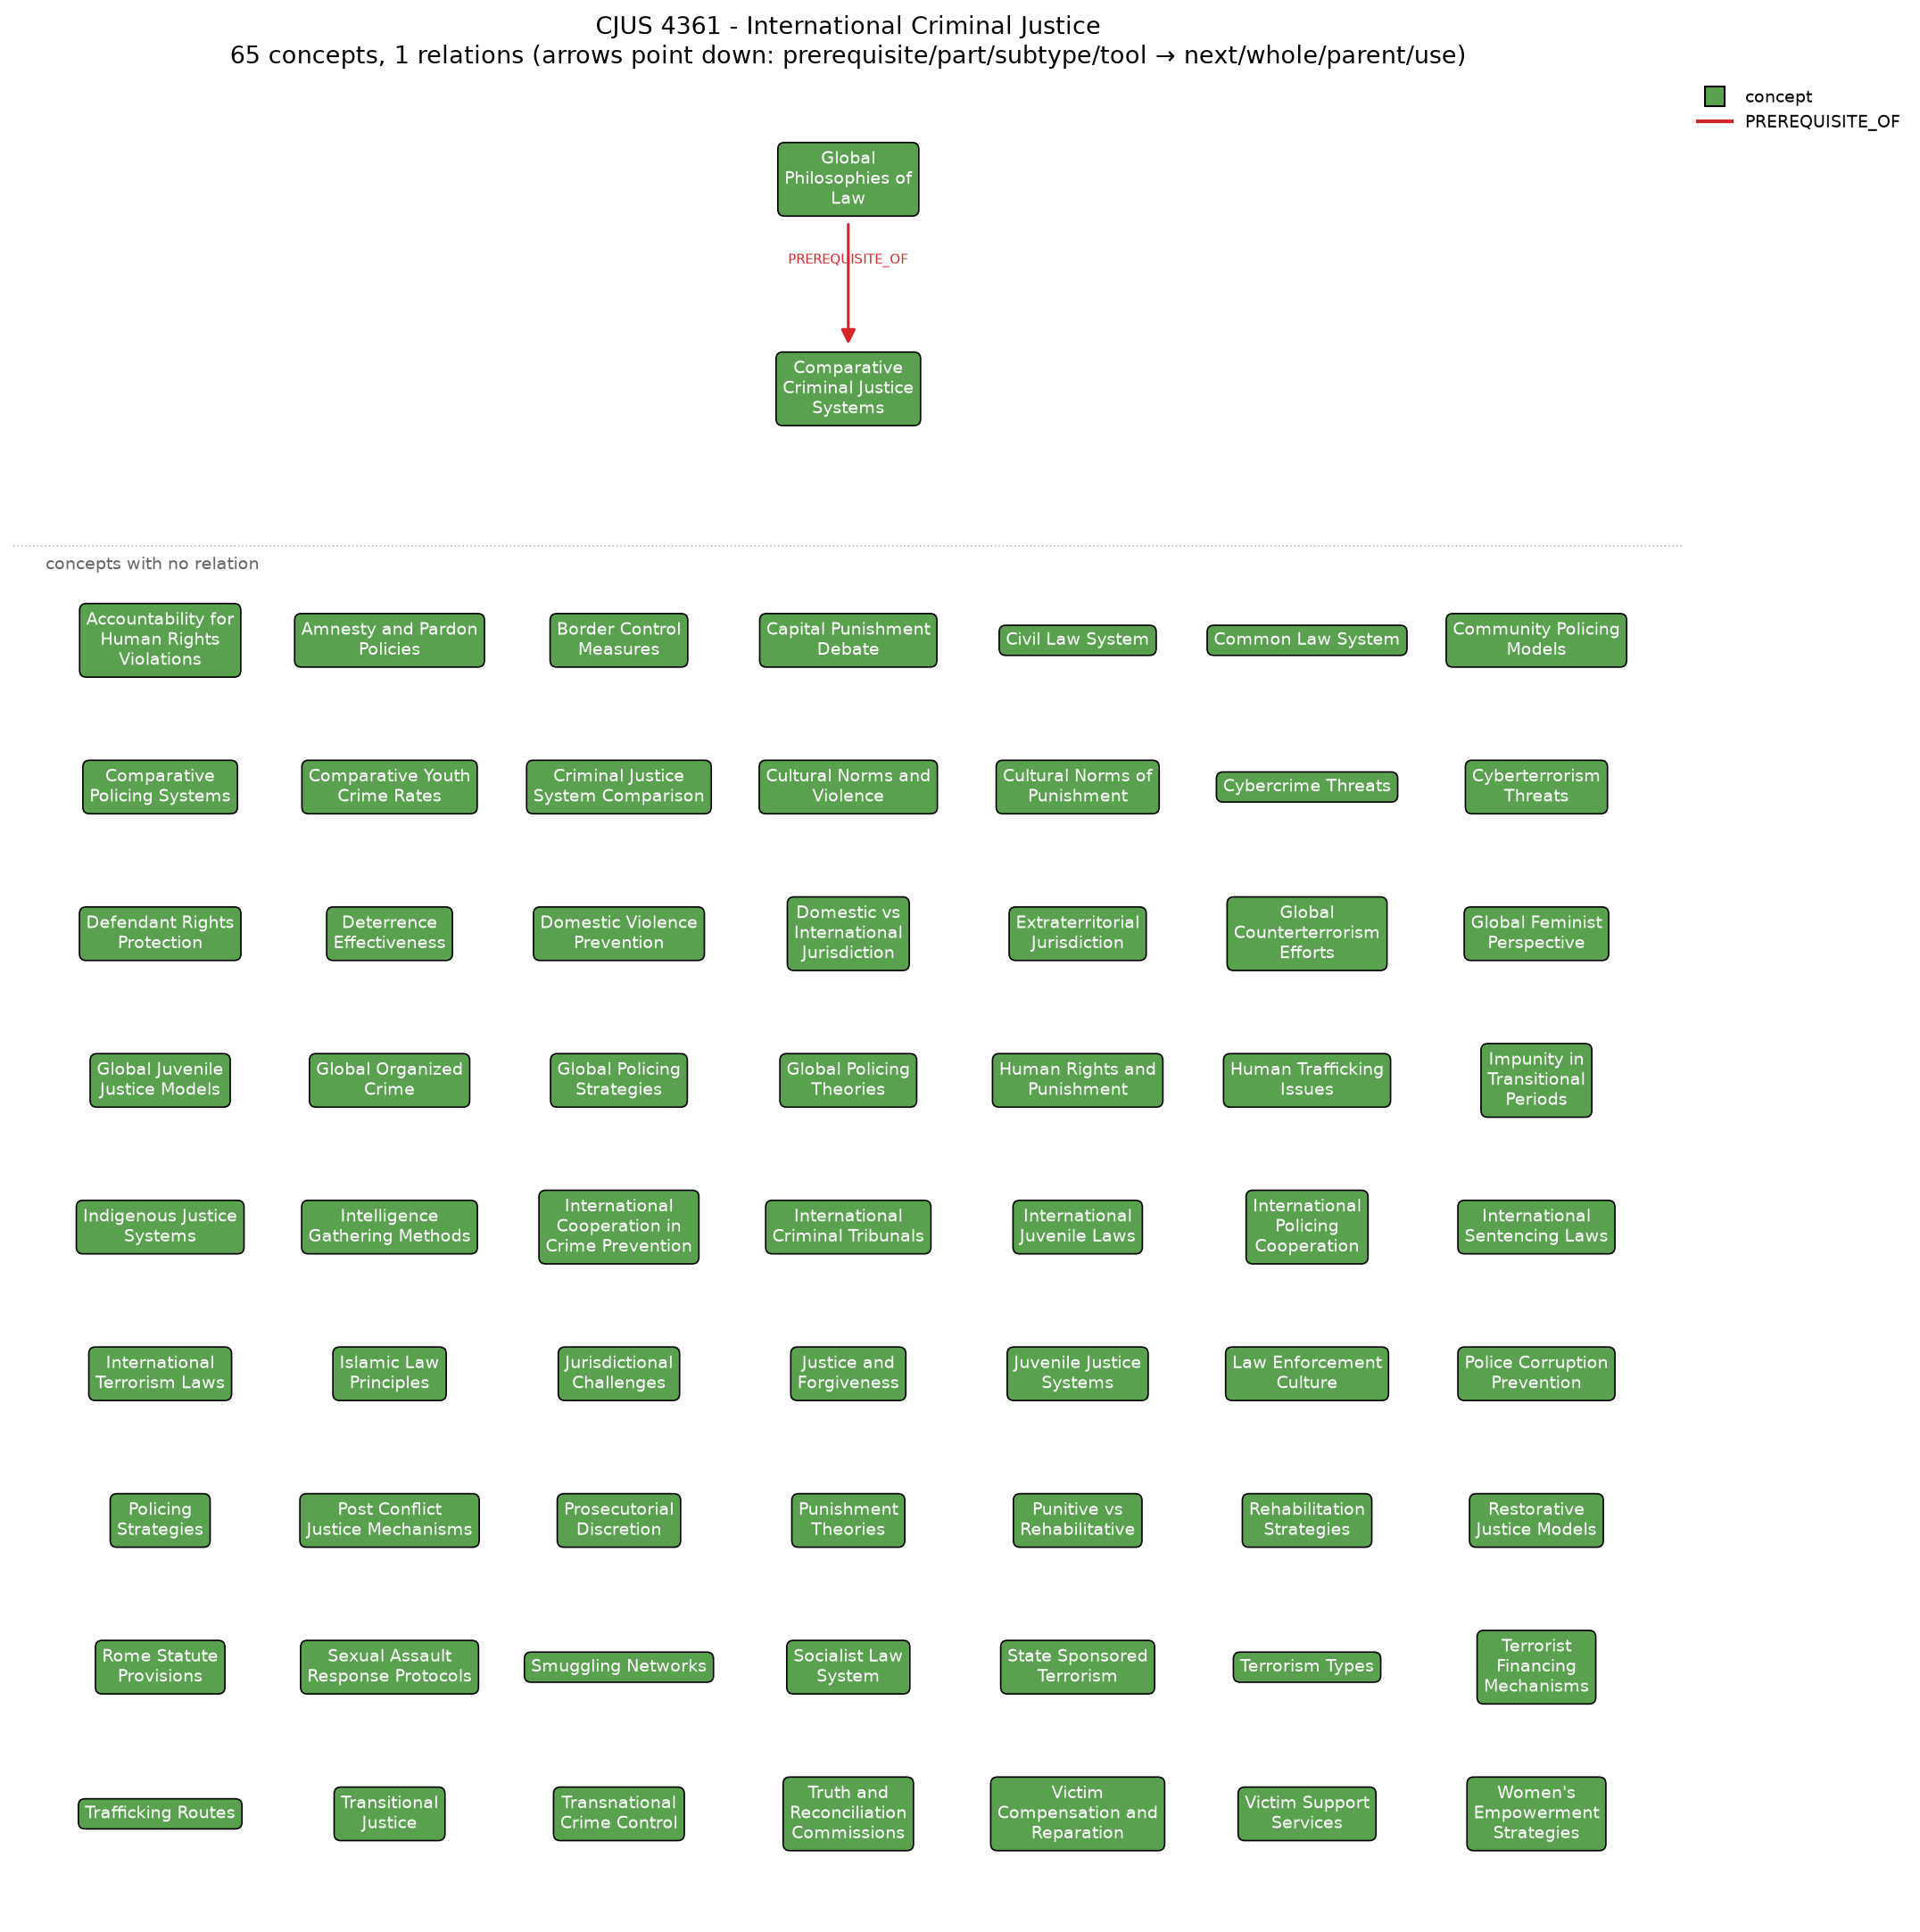 CJUS 4361 - International Criminal Justice
65 concepts, 1 relations (arrows point down: prerequisite/part/subtype/tool → next/whole/parent/use)
concept
PREREQUISITE_OF
Global
Philosophies of
Law
PREREQUISITE_OF
Comparative
Criminal Justice
Systems
concepts with no relation
Accountability for
Human Rights
Violations
Amnesty and Pardon
Policies
Border Control
Measures
Capital Punishment
Debate
Civil Law System
Common Law System
Community Policing
Models
Comparative
Policing Systems
Comparative Youth
Crime Rates
Criminal Justice
System Comparison
Cultural Norms and
Violence
Cultural Norms of
Punishment
Cybercrime Threats
Cyberterrorism
Threats
Defendant Rights
Protection
Deterrence
Effectiveness
Domestic Violence
Prevention
Domestic vs
International
Jurisdiction
Extraterritorial
Jurisdiction
Global
Counterterrorism
Efforts
Global Feminist
Perspective
Global Juvenile
Justice Models
Global Organized
Crime
Global Policing
Strategies
Global Policing
Theories
Human Rights and
Punishment
Human Trafficking
Issues
Impunity in
Transitional
Periods
Indigenous Justice
Systems
Intelligence
Gathering Methods
International
Cooperation in
Crime Prevention
International
Criminal Tribunals
International
Juvenile Laws
International
Policing
Cooperation
International
Sentencing Laws
International
Terrorism Laws
Islamic Law
Principles
Jurisdictional
Challenges
Justice and
Forgiveness
Juvenile Justice
Systems
Law Enforcement
Culture
Police Corruption
Prevention
Policing
Strategies
Post Conflict
Justice Mechanisms
Prosecutorial
Discretion
Punishment
Theories
Punitive vs
Rehabilitative
Rehabilitation
Strategies
Restorative
Justice Models
Rome Statute
Provisions
Sexual Assault
Response Protocols
Smuggling Networks
Socialist Law
System
State Sponsored
Terrorism
Terrorism Types
Terrorist
Financing
Mechanisms
Trafficking Routes
Transitional
Justice
Transnational
Crime Control
Truth and
Reconciliation
Commissions
Victim
Compensation and
Reparation
Victim Support
Services
Women's
Empowerment
Strategies